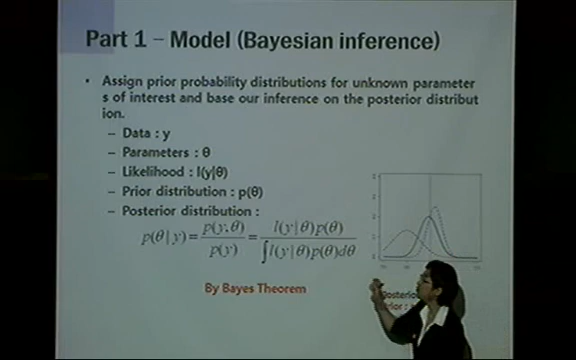 Part 1 – Model (Bayesian inference)
• Assign prior probability distributions for unknown parameter
s of interest and base our inference on the posterior distribut
ion.
– Data : y
– Parameters : θ
– Likelihood : l(y|θ)
– Prior distribution : p(θ)
– Posterior distribution :
p(θ | y) = p(y, θ) / p(y) = l(y | θ)p(θ) / ∫ l(y | θ)p(θ)dθ
By Bayes Theorem